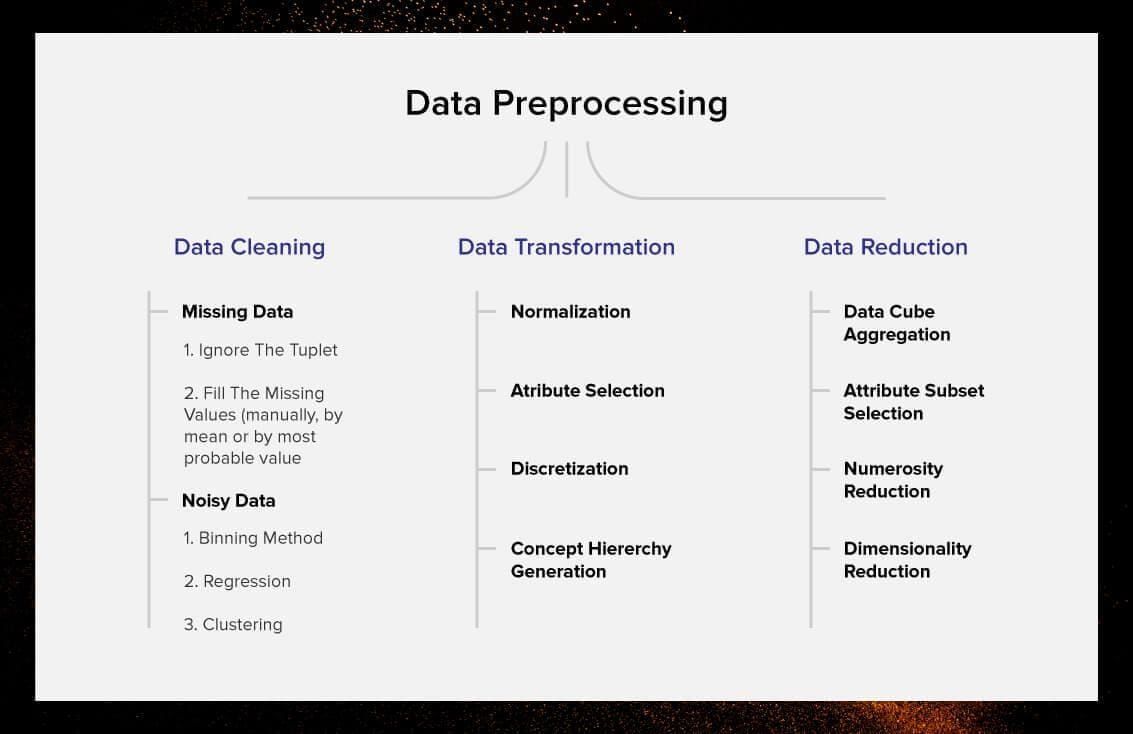 Data Preprocessing
Data Cleaning
Missing Data
1. Ignore The Tuplet
2. Fill The Missing
Values (manually, by
mean or by most
probable value
Noisy Data
1. Binning Method
2. Regression
3. Clustering
Data Transformation
Normalization
Atribute Selection
Discretization
Concept Hiererchy
Generation
Data Reduction
Data Cube
Aggregation
Attribute Subset
Selection
Numerosity
Reduction
Dimensionality
Reduction